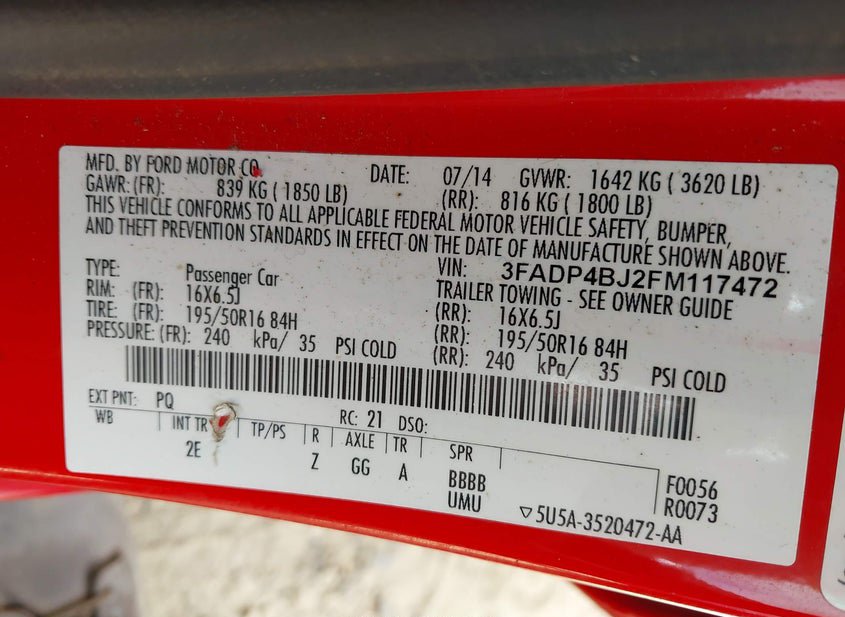 MFD. BY FORD MOTOR CO. DATE: 07/14 GVWR: 1642 KG ( 3620 LB)
GAWR: (FR): 839 KG ( 1850 LB) (RR): 816 KG ( 1800 LB)
THIS VEHICLE CONFORMS TO ALL APPLICABLE FEDERAL MOTOR VEHICLE SAFETY, BUMPER,
AND THEFT PREVENTION STANDARDS IN EFFECT ON THE DATE OF MANUFACTURE SHOWN ABOVE.
VIN: 3FADP4BJ2FM117472
TYPE: Passenger Car TRAILER TOWING - SEE OWNER GUIDE
RIM: (FR): 16X6.5J (RR): 16X6.5J
TIRE: (FR): 195/50R16 84H (RR): 195/50R16 84H
PRESSURE: (FR): 240 kPa/ 35 PSI COLD (RR): 240 kPa/ 35 PSI COLD
EXT PNT: PQ RC: 21 DSO:
WB INT TR TP/PS R AXLE TR SPR
2E Z GG A BBBB F0056
UMU R0073
▽5U5A-3520472-AA